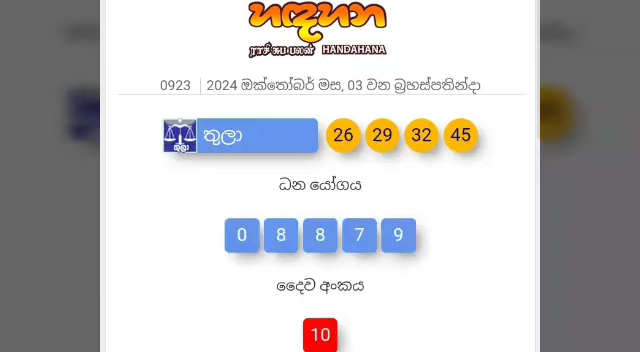 හඳහන
ராசி சுப பலன் HANDAHANA
0923 2024 ඔක්තෝබර් මස, 03 වන බ්‍රහස්පතින්දා
තුලා තුලා 26 29 32 45
ධන යෝගය
0 8 8 7 9
දෛව අංකය
10